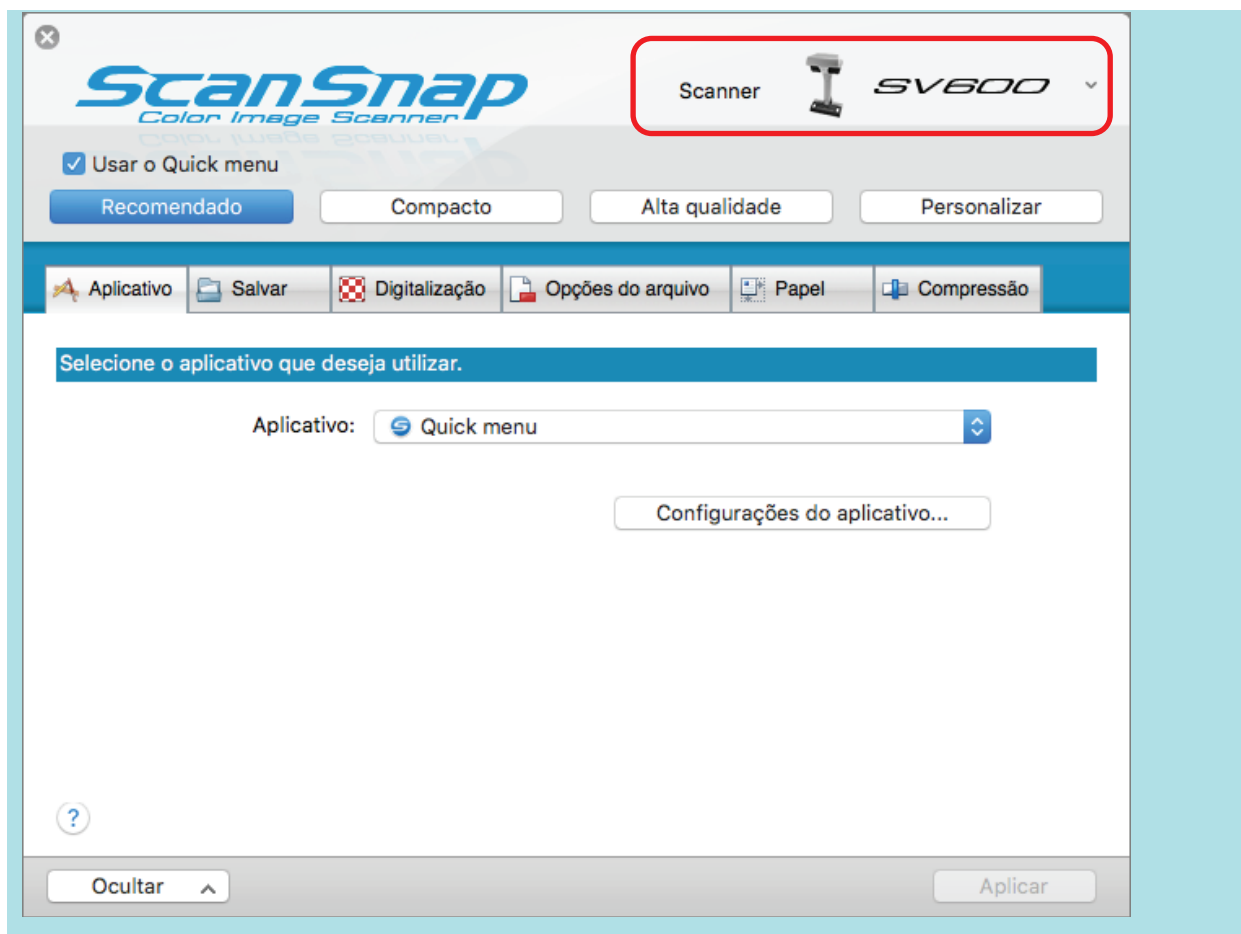 ScanSnap
Color Image Scanner
Scanner SV600
Usar o Quick menu
Recomendado Compacto Alta qualidade Personalizar
Aplicativo Salvar Digitalização Opções do arquivo Papel Compressão
Selecione o aplicativo que deseja utilizar.
Aplicativo: Quick menu
Configurações do aplicativo...
?
Ocultar Aplicar